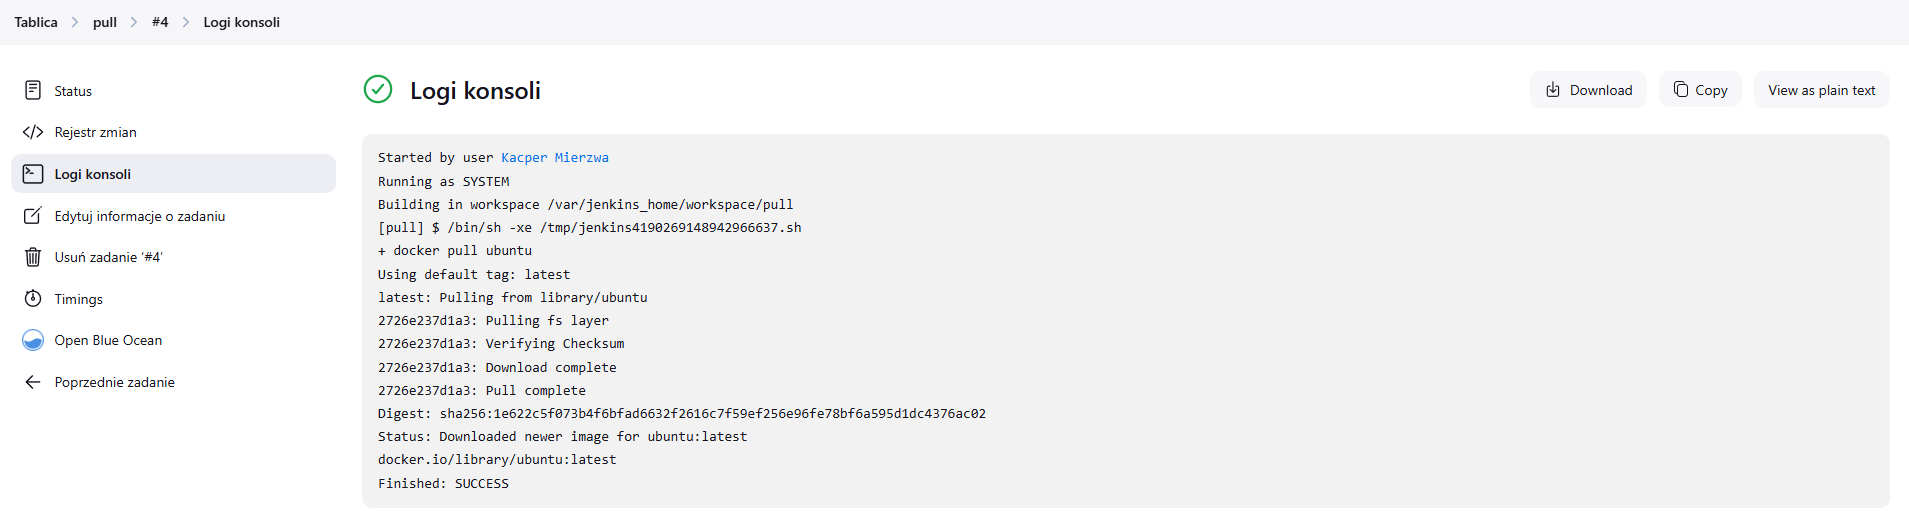 Tablica > pull > #4 > Logi konsoli
Status
Rejestr zmian
Logi konsoli
Edytuj informacje o zadaniu
Usuń zadanie ‘#4’
Timings
Open Blue Ocean
Poprzednie zadanie
Logi konsoli
Download
Copy
View as plain text
Started by user Kacper Mierzwa
Running as SYSTEM
Building in workspace /var/jenkins_home/workspace/pull
[pull] $ /bin/sh -xe /tmp/jenkins4190269148942966637.sh
+ docker pull ubuntu
Using default tag: latest
latest: Pulling from library/ubuntu
2726e237d1a3: Pulling fs layer
2726e237d1a3: Verifying Checksum
2726e237d1a3: Download complete
2726e237d1a3: Pull complete
Digest: sha256:1e622c5f073b4f6bfad6632f2616c7f59ef256e96fe78bf6a595d1dc4376ac02
Status: Downloaded newer image for ubuntu:latest
docker.io/library/ubuntu:latest
Finished: SUCCESS